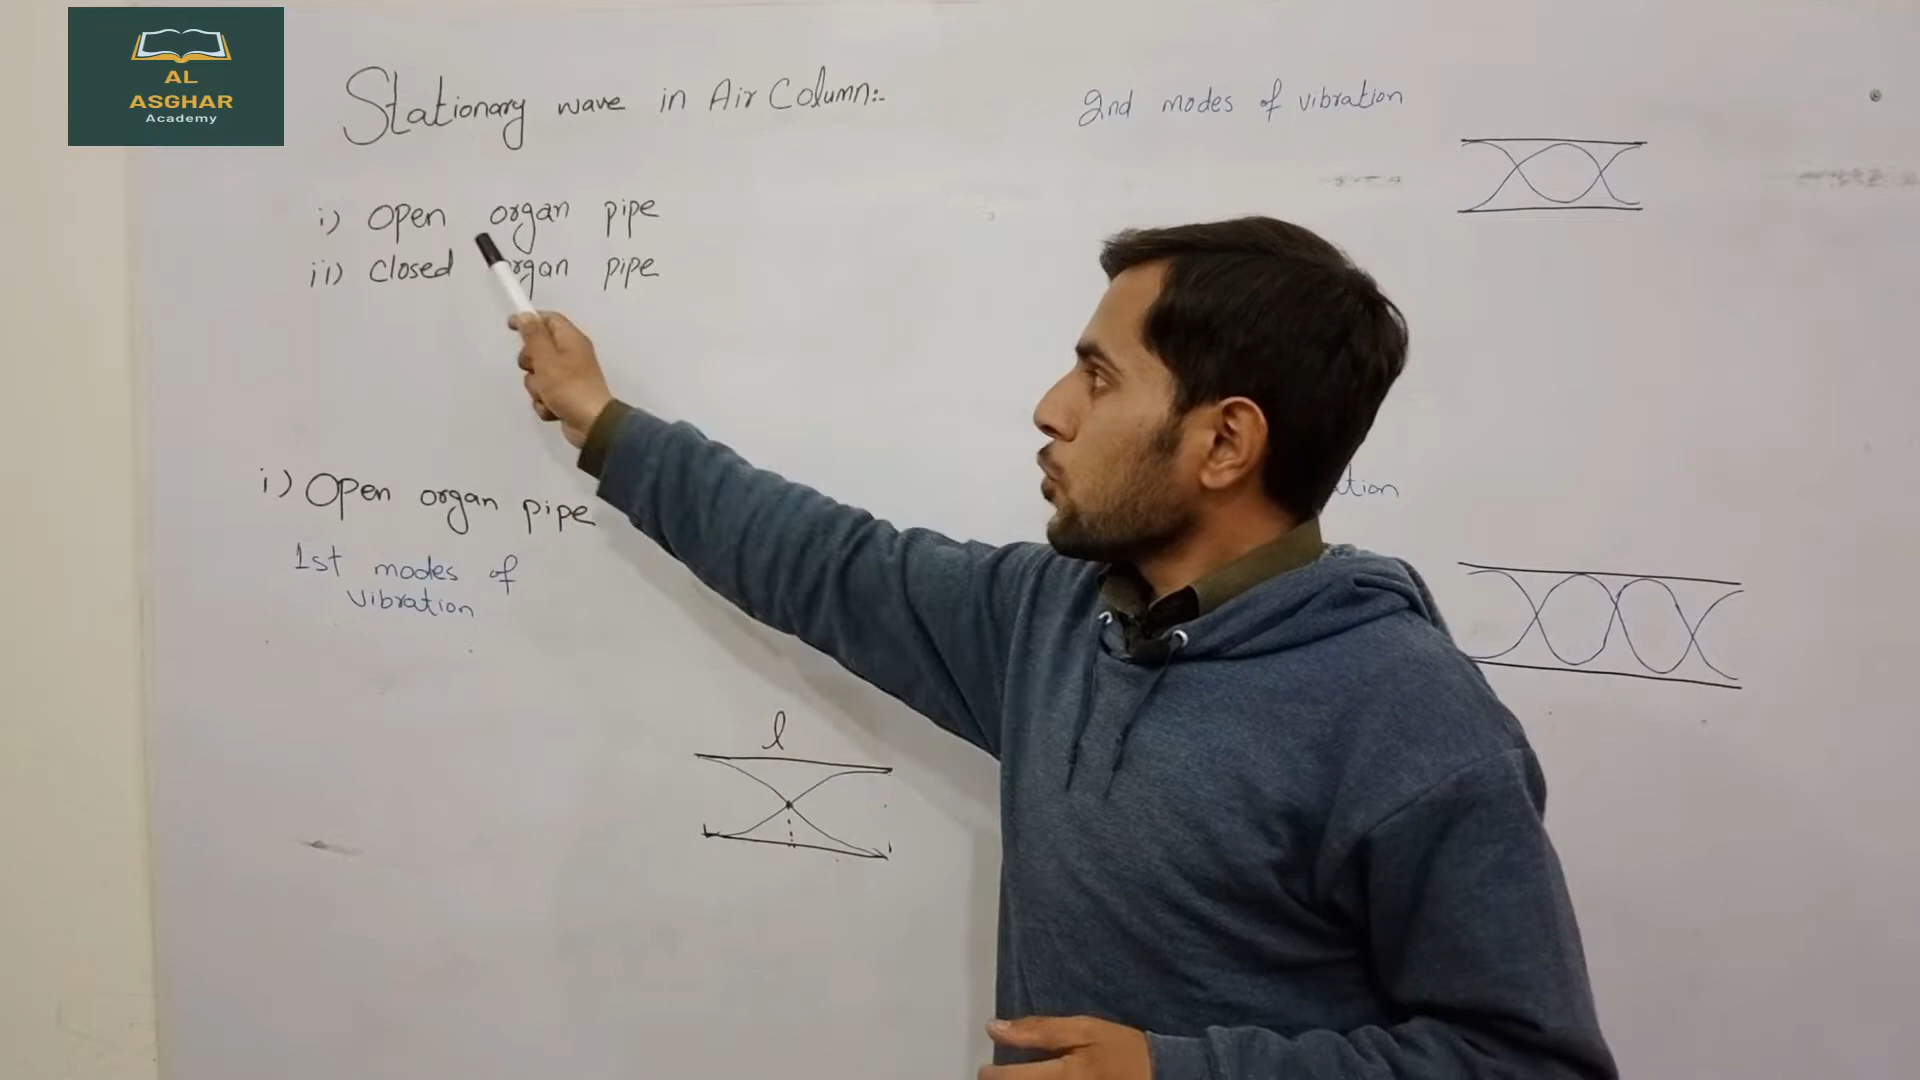 AL
ASGHAR
Academy
Stationary wave in Air Column:-
i) Open organ pipe
ii) Closed organ pipe
i) Open organ pipe
1st modes of
vibration
l
2nd modes of vibration